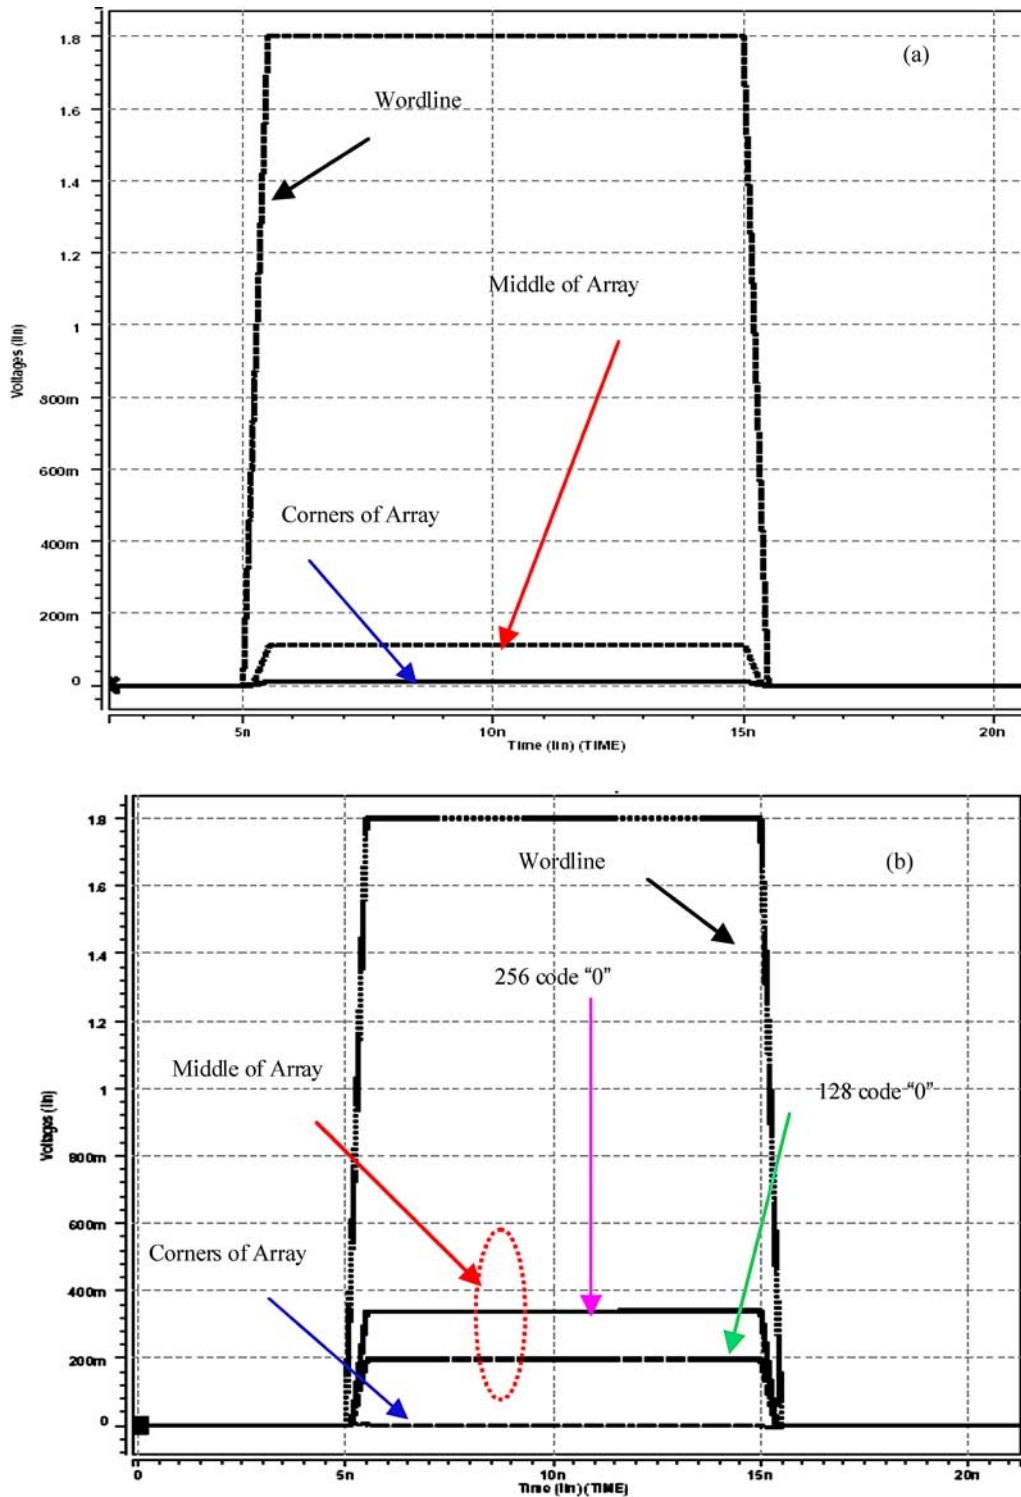 1.8
(a)
Wordline
1.6
1.4
1.2
Middle of Array
1
Voltages (lin)
800m
600m
Corners of Array
400m
200m
0
5n
10n
15n
20n
Time (lin) (TIME)
1.8
Wordline
(b)
1.6
256 code “0”
1.4
1.2
Middle of Array
1
128 code “0”
Voltages (lin)
800m
600m
Corners of Array
400m
200m
0
0
5n
10n
15n
20n
Time (lin) (TIME)